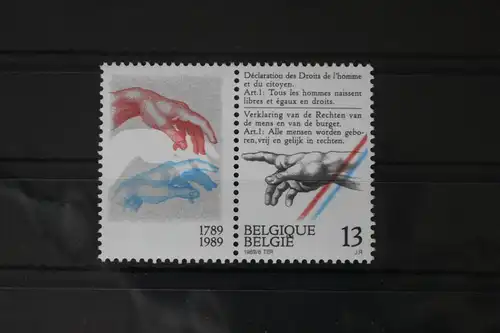 1789
1989
Déclaration des Droits de l'homme
et du citoyen.
Art.1: Tous les hommes naissent
libres et égaux en droits.
Verklaring van de Rechten van
de mens en van de burger.
Art.1: Alle mensen worden gebo-
ren, vrij en gelijk in rechten.
BELGIQUE
BELGIË 13
J.R